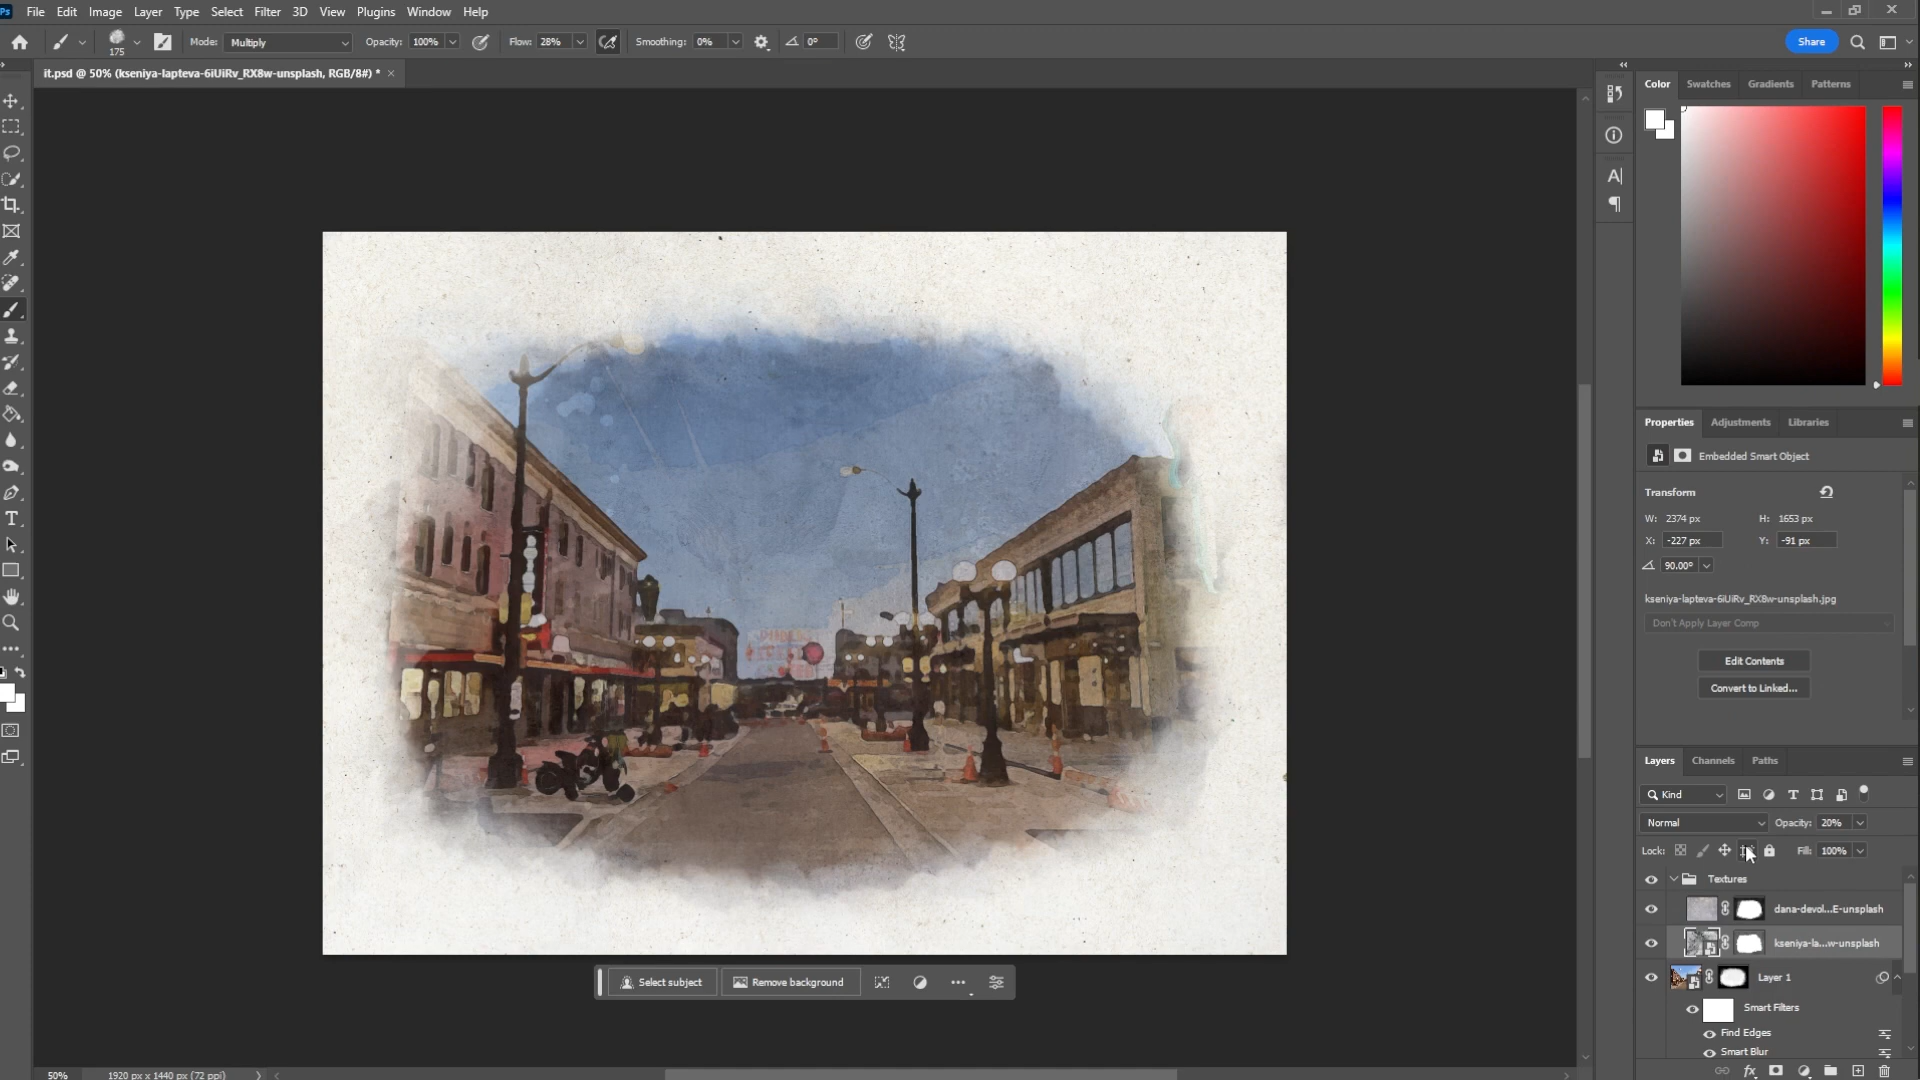 Ps File Edit Image Layer Type Select Filter 3D View Plugins Window Help
175 Mode: Multiply Opacity: 100% Flow: 28% Smoothing: 0% 0° Share
it.psd @ 50% (kseniya-lapteva-6iUiRv_RX8w-unsplash, RGB/8#) * ×
Color Swatches Gradients Patterns
Properties Adjustments Libraries
Embedded Smart Object
Transform
W: 2374 px H: 1653 px
X: -227 px Y: -91 px
90.00°
kseniya-lapteva-6iUiRv_RX8w-unsplash.jpg
Don't Apply Layer Comp
Edit Contents
Convert to Linked...
Layers Channels Paths
Kind
Normal Opacity: 20%
Lock: Fill: 100%
Textures
dana-devol...E-unsplash
kseniya-la...w-unsplash
Layer 1
Smart Filters
Find Edges
Smart Blur
Select subject Remove background
50% 1920 px x 1440 px (72 ppi)